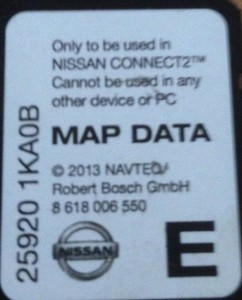 Only to be used in
NISSAN CONNECT2™
Cannot be used in any
other device or PC
MAP DATA
© 2013 NAVTEQ/
Robert Bosch GmbH
8 618 006 550
NISSAN
E
25920 1KA0B